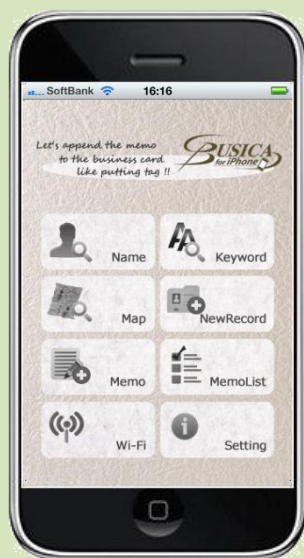 SoftBank 16:16
Let's append the memo
to the business card
like putting tag !!
BUSICA
for iPhone
Name
Keyword
Map
NewRecord
Memo
MemoList
Wi-Fi
Setting